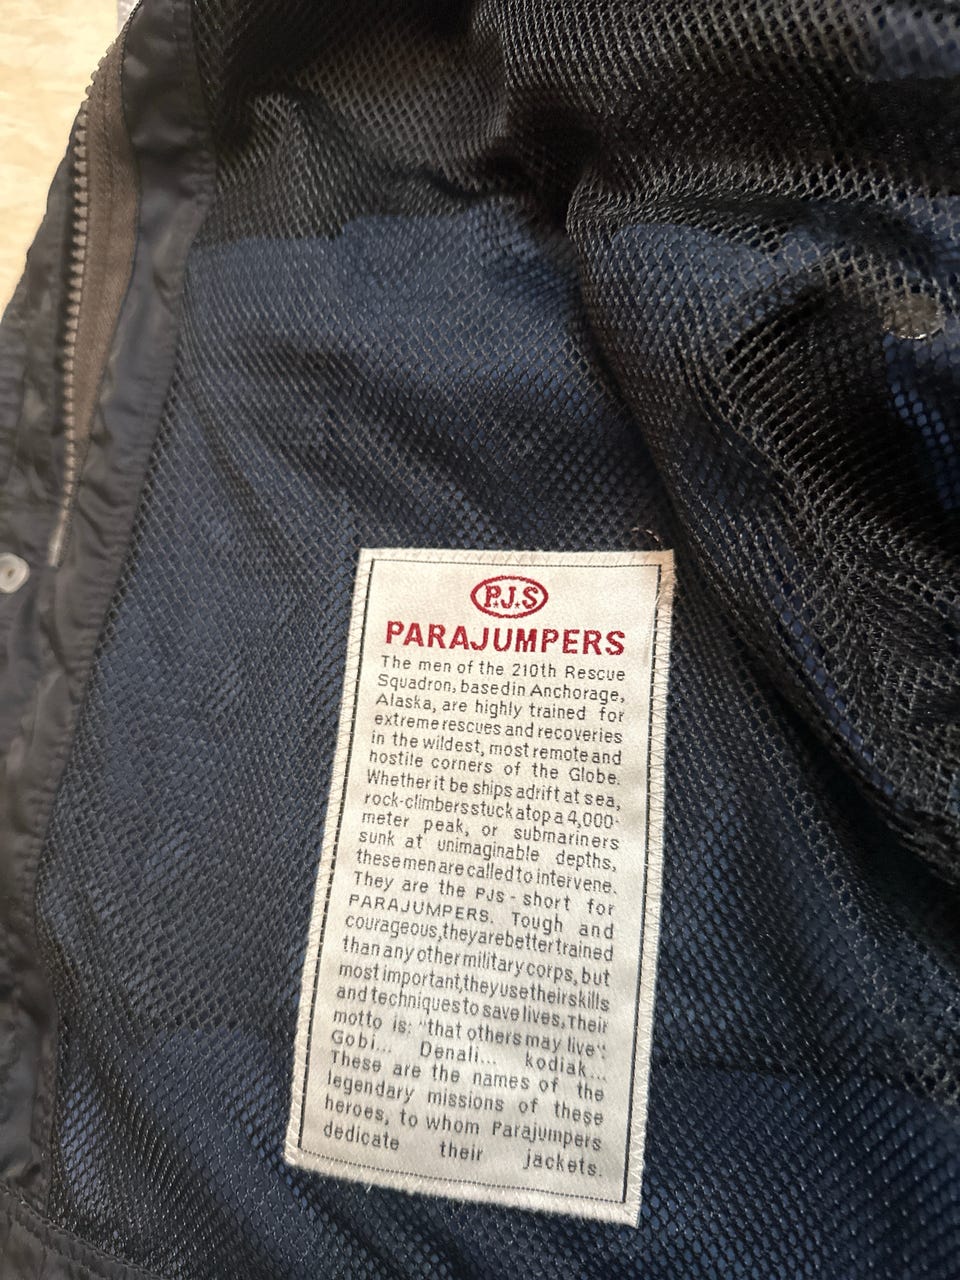 P.J.S
PARAJUMPERS
The men of the 210th Rescue
Squadron, based in Anchorage,
Alaska, are highly trained for
extreme rescues and recoveries
in the wildest, most remote and
hostile corners of the Globe.
Whether it be ships adrift at sea,
rock-climbers stuck atop a 4,000-
meter peak, or submariners
sunk at unimaginable depths,
these men are called to intervene.
They are the PJs - short for
PARAJUMPERS. Tough and
courageous, they are better trained
than any other military corps, but
most important, they use their skills
and techniques to save lives, Their
motto is: "that others may live":
Gobi... Denali... kodiak...
These are the names of the
legendary missions of these
heroes, to whom Parajumpers
dedicate their jackets.